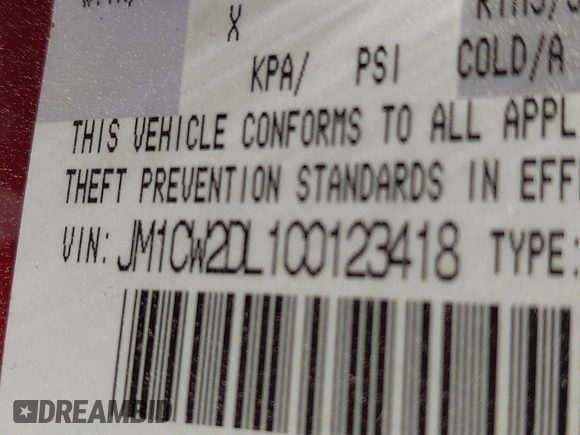 X
KPA/ PSI COLD/A
THIS VEHICLE CONFORMS TO ALL APPL
THEFT PREVENTION STANDARDS IN EFF
VIN: JM1CW2DL1C0123418 TYPE:
DREAMBID